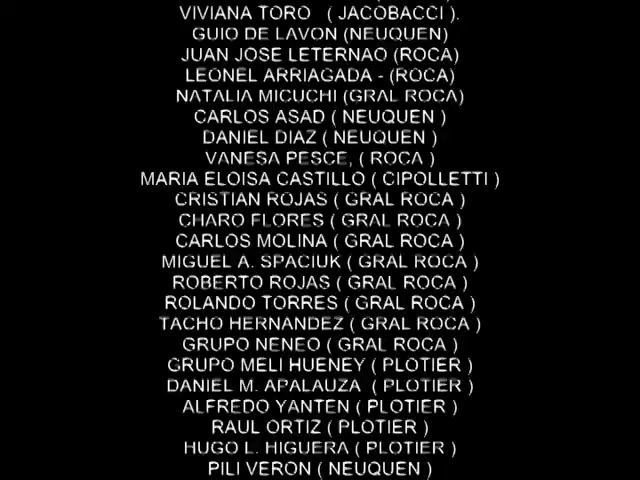 VIVIANA TORO   ( JACOBACCI ).
GUIO DE LAVON (NEUQUEN)
JUAN JOSE LETERNAO (ROCA)
LEONEL ARRIAGADA - (ROCA)
NATALIA MICUCHI (GRAL ROCA)
CARLOS ASAD ( NEUQUEN )
DANIEL DIAZ ( NEUQUEN )
VANESA PESCE, ( ROCA )
MARIA ELOISA CASTILLO ( CIPOLLETTI )
CRISTIAN ROJAS ( GRAL ROCA )
CHARO FLORES ( GRAL ROCA )
CARLOS MOLINA ( GRAL ROCA )
MIGUEL A. SPACIUK ( GRAL ROCA )
ROBERTO ROJAS ( GRAL ROCA )
ROLANDO TORRES ( GRAL ROCA )
TACHO HERNANDEZ ( GRAL ROCA )
GRUPO NENEO ( GRAL ROCA )
GRUPO MELI HUENEY ( PLOTIER )
DANIEL M. APALAUZA  ( PLOTIER )
ALFREDO YANTEN ( PLOTIER )
RAUL ORTIZ ( PLOTIER )
HUGO L. HIGUERA ( PLOTIER )
PILI VERON ( NEUQUEN )